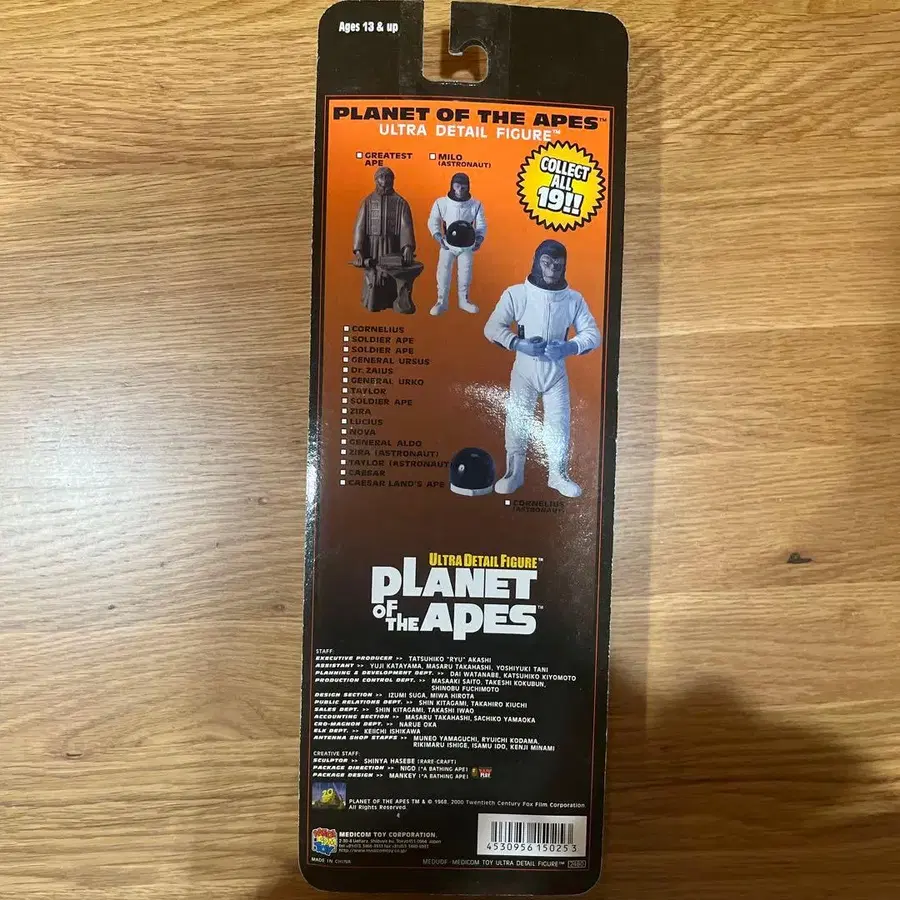 Ages 13 & up
PLANET OF THE APES™
ULTRA DETAIL FIGURE™
GREATEST APE
MILO (ASTRONAUT)
COLLECT ALL 19!!
CORNELIUS
SOLDIER APE
SOLDIER APE
GENERAL URSUS
Dr. ZAIUS
GENERAL URKO
TAYLOR
SOLDIER APE
ZIRA
LUCIUS
NOVA
GENERAL ALDO
ZIRA (ASTRONAUT)
TAYLOR (ASTRONAUT)
CAESAR
CAESAR LAND'S APE
CORNELIUS
(ASTRONAUT)
ULTRA DETAIL FIGURE™
PLANET OF THE APES™
STAFF:
EXECUTIVE PRODUCER >> TATSUHIKO "RYU" AKASHI
ASSISTANT >> YUJI KATAYAMA, MASARU TAKAHASHI, YOSHIYUKI TANI
PLANNING & DEVELOPMENT DEPT. >> DAI WATANABE, KATSUHIKO KIYOMOTO
PRODUCTION CONTROL DEPT. >> MASAAKI SAITO, TAKESHI KOKUBUN,
SHINOBU FUCHIMOTO
DESIGN SECTION >> IZUMI SUGA, MIWA HIROTA
PUBLIC RELATIONS DEPT. >> SHIN KITAGAMI, TAKAHIRO KIUCHI
SALES DEPT. >> SHIN KITAGAMI, TAKASHI IWAO
ACCOUNTING SECTION >> MASARU TAKAHASHI, SACHIKO YAMAOKA
CRO-MAGNON DEPT. >> NARUE OKA
ELK DEPT. >> KEIICHI ISHIKAWA
ANTENNA SHOP STAFFS >> MUNEO YAMAGUCHI, RYUICHI KODAMA,
RIKIMARU ISHIGE, ISAMU IDO, KENJI MINAMI
CREATIVE STAFF:
SCULPTOR >> SHINYA HASEBE (RARE-CRAFT)
PACKAGE DIRECTION >> NIGO (*A BATHING APE)
PACKAGE DESIGN >> MANKEY (*A BATHING APE)
PLANET OF THE APES TM & © 1968, 2000 Twentieth Century Fox Film Corporation.
All Rights Reserved.
MEDICOM TOY CORPORATION.
MADE IN CHINA
4530956150253
MEDUIDF - MEDICOM TOY ULTRA DETAIL FIGURE™